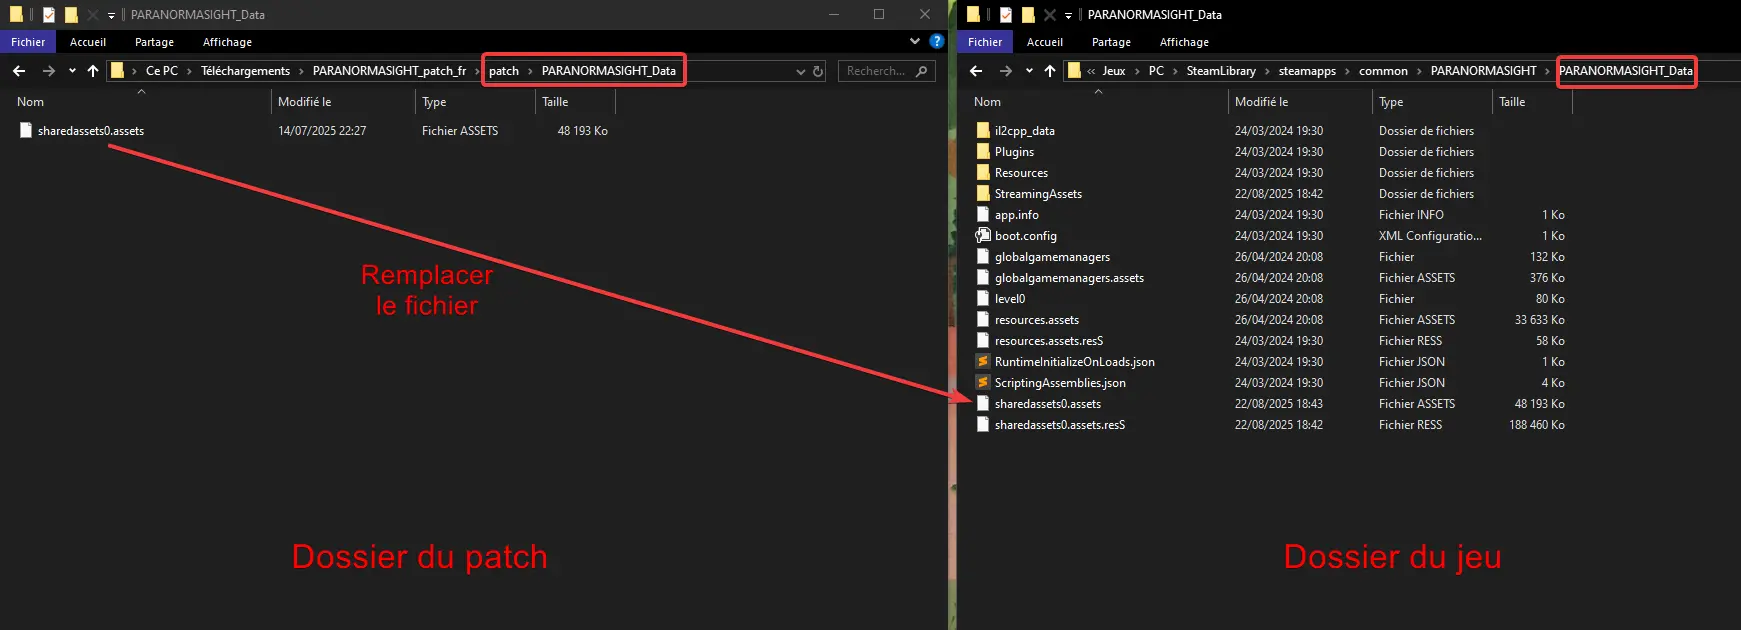 PARANORMASIGHT_Data
Fichier Accueil Partage Affichage
Ce PC Téléchargements PARANORMASIGHT_patch_fr patch PARANORMASIGHT_Data Recherch...
Nom Modifié le Type Taille
sharedassets0.assets 14/07/2025 22:27 Fichier ASSETS 48 193 Ko
Remplacer
le fichier
Dossier du patch
PARANORMASIGHT_Data
Fichier Accueil Partage Affichage
« Jeux PC SteamLibrary steamapps common PARANORMASIGHT PARANORMASIGHT_Data
Nom Modifié le Type Taille
il2cpp_data 24/03/2024 19:30 Dossier de fichiers
Plugins 24/03/2024 19:30 Dossier de fichiers
Resources 24/03/2024 19:30 Dossier de fichiers
StreamingAssets 22/08/2025 18:42 Dossier de fichiers
app.info 24/03/2024 19:30 Fichier INFO 1 Ko
boot.config 24/03/2024 19:30 XML Configuratio... 1 Ko
globalgamemanagers 26/04/2024 20:08 Fichier 132 Ko
globalgamemanagers.assets 26/04/2024 20:08 Fichier ASSETS 376 Ko
level0 26/04/2024 20:08 Fichier 80 Ko
resources.assets 26/04/2024 20:08 Fichier ASSETS 33 633 Ko
resources.assets.resS 24/03/2024 19:30 Fichier RESS 58 Ko
RuntimeInitializeOnLoads.json 24/03/2024 19:30 Fichier JSON 1 Ko
ScriptingAssemblies.json 24/03/2024 19:30 Fichier JSON 4 Ko
sharedassets0.assets 22/08/2025 18:43 Fichier ASSETS 48 193 Ko
sharedassets0.assets.resS 22/08/2025 18:42 Fichier RESS 188 460 Ko
Dossier du jeu